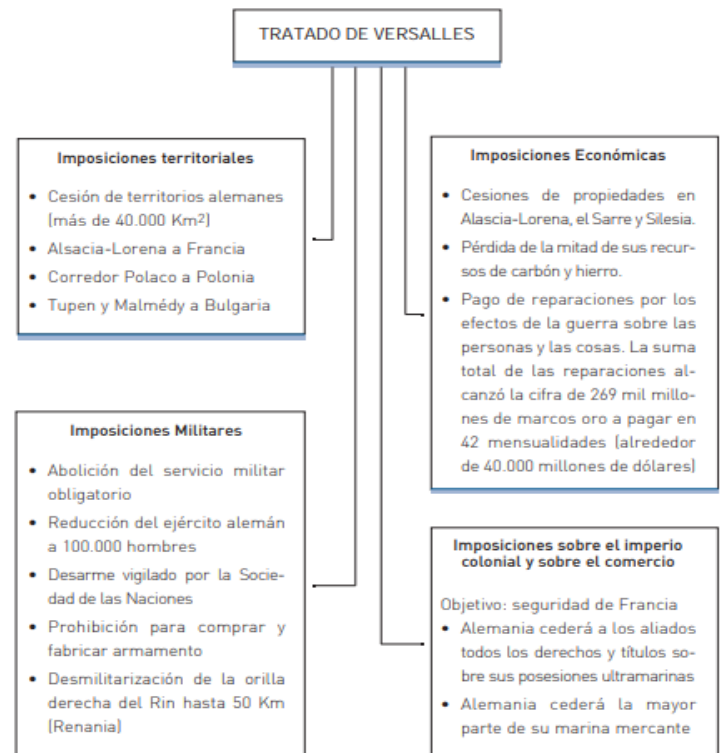 TRATADO DE VERSALLES
Imposiciones territoriales
• Cesión de territorios alemanes
(más de 40.000 Km2)
• Alsacia-Lorena a Francia
• Corredor Polaco a Polonia
• Tupen y Malmédy a Bulgaria
Imposiciones Militares
• Abolición del servicio militar
obligatorio
• Reducción del ejército alemán
a 100.000 hombres
• Desarme vigilado por la Socie-
dad de las Naciones
• Prohibición para comprar y
fabricar armamento
• Desmilitarización de la orilla
derecha del Rin hasta 50 Km
(Renania)
Imposiciones Económicas
• Cesiones de propiedades en
Alascia-Lorena, el Sarre y Silesia.
• Pérdida de la mitad de sus recur-
sos de carbón y hierro.
• Pago de reparaciones por los
efectos de la guerra sobre las
personas y las cosas. La suma
total de las reparaciones al-
canzó la cifra de 269 mil millo-
nes de marcos oro a pagar en
42 mensualidades (alrededor
de 40.000 millones de dólares)
Imposiciones sobre el imperio
colonial y sobre el comercio
Objetivo: seguridad de Francia
• Alemania cederá a los aliados
todos los derechos y títulos so-
bre sus posesiones ultramarinas
• Alemania cederá la mayor
parte de su marina mercante